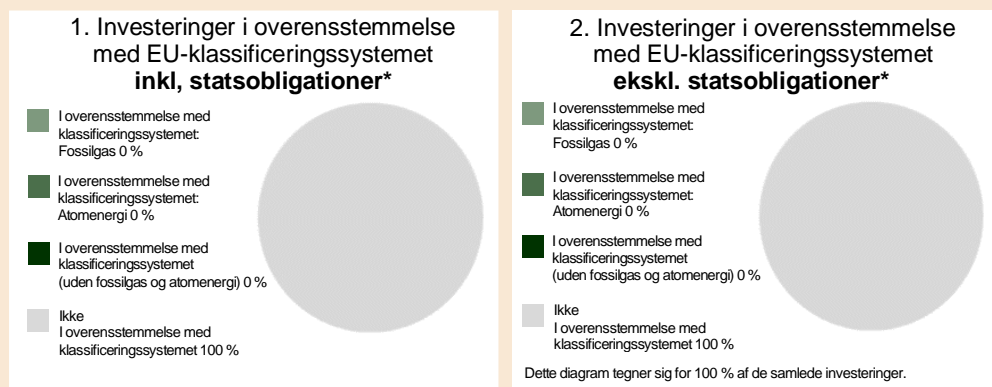 1. Investeringer i overensstemmelse
med EU-klassificeringssystemet
inkl, statsobligationer*
I overensstemmelse med
klassificeringssystemet:
Fossilgas 0 %
I overensstemmelse med
klassificeringssystemet:
Atomenergi 0 %
I overensstemmelse med
klassificeringssystemet
(uden fossilgas og atomenergi) 0 %
Ikke
I overensstemmelse med
klassificeringssystemet 100 %
2. Investeringer i overensstemmelse
med EU-klassificeringssystemet
ekskl. statsobligationer*
I overensstemmelse med
klassificeringssystemet:
Fossilgas 0 %
I overensstemmelse med
klassificeringssystemet:
Atomenergi 0 %
I overensstemmelse med
klassificeringssystemet
(uden fossilgas og atomenergi) 0 %
Ikke
I overensstemmelse med
klassificeringssystemet 100 %
Dette diagram tegner sig for 100 % af de samlede investeringer.